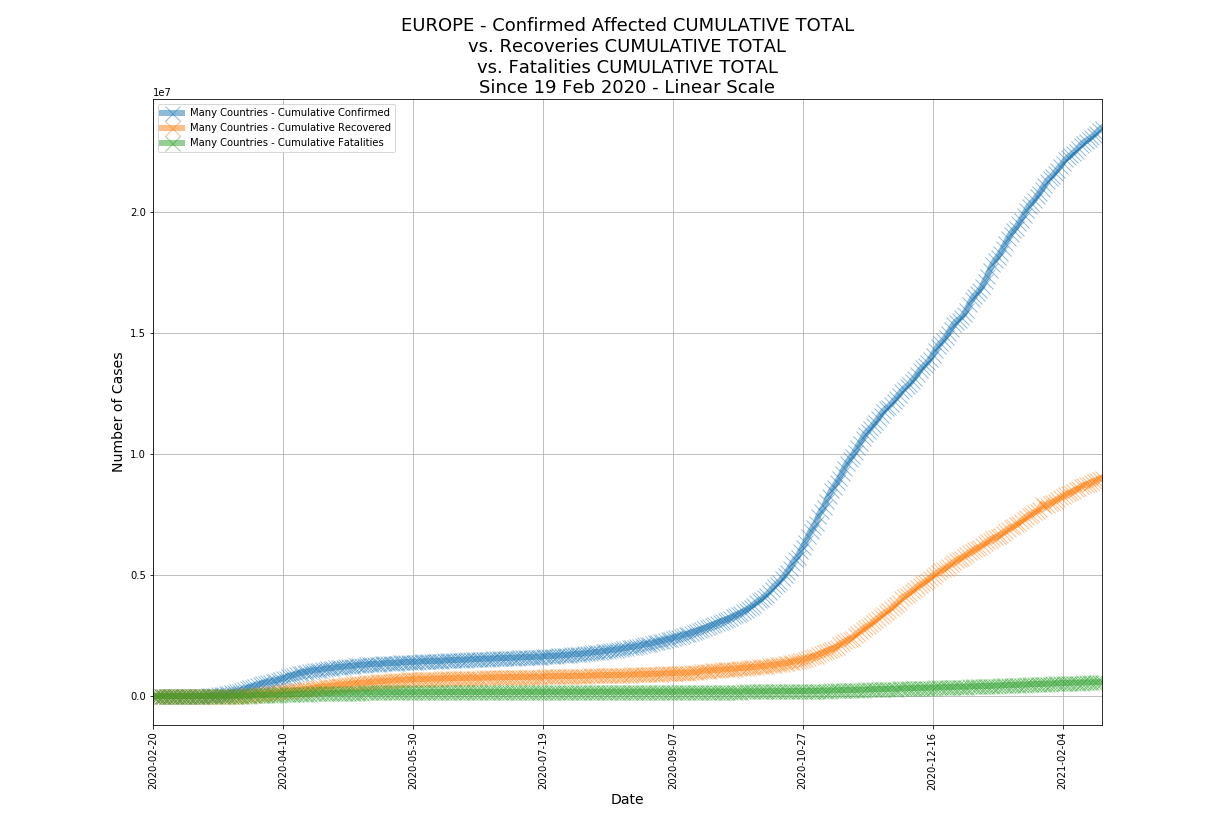 EUROPE - Confirmed Affected CUMULATIVE TOTAL
vs. Recoveries CUMULATIVE TOTAL
vs. Fatalities CUMULATIVE TOTAL
Since 19 Feb 2020 - Linear Scale
1e7
Many Countries - Cumulative Confirmed
Many Countries - Cumulative Recovered
Many Countries - Cumulative Fatalities
2.0
1.5
1.0
0.5
0.0
Number of Cases
2020-02-20
2020-04-10
2020-05-30
2020-07-19
2020-09-07
2020-10-27
2020-12-16
2021-02-04
Date